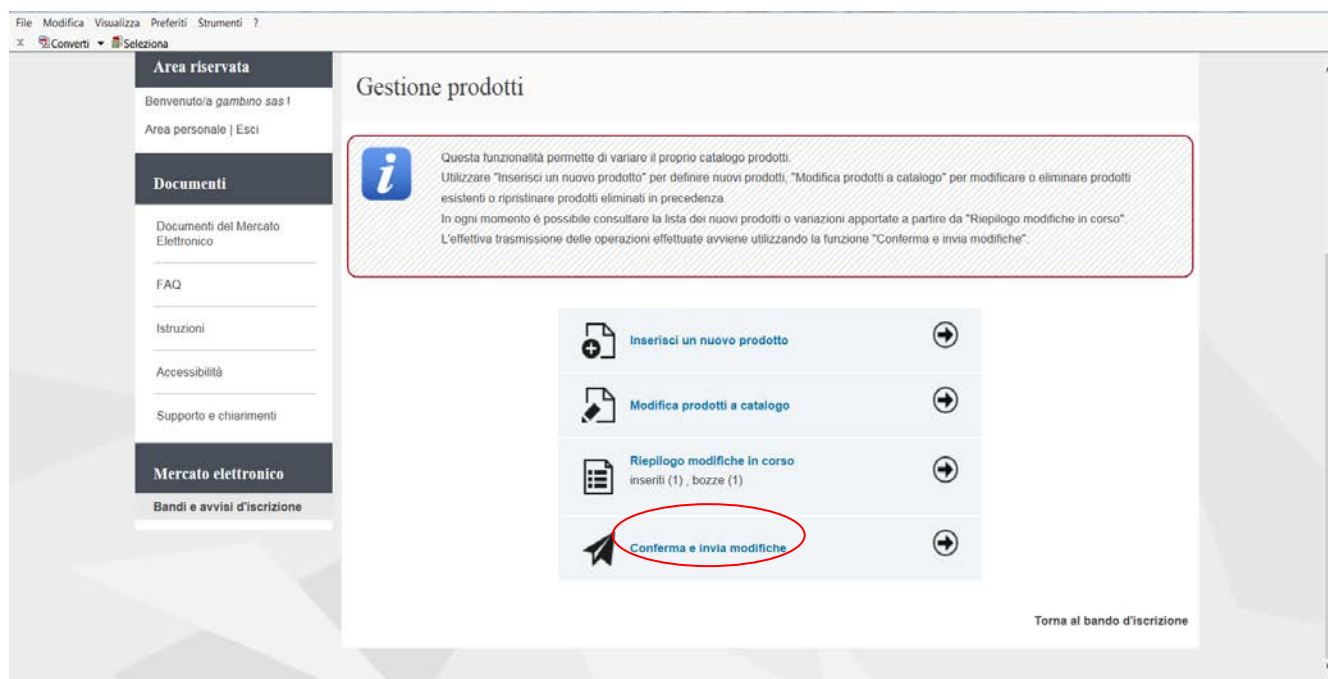 File Modifica Visualizza Preferiti Strumenti ?
x Converti Seleziona
Area riservata
Benvenuto/a gambino sas !
Area personale | Esci
Documenti
Documenti del Mercato
Elettronico
FAQ
Istruzioni
Accessibilità
Supporto e chiarimenti
Mercato elettronico
Bandi e avvisi d'iscrizione
Gestione prodotti
Questa funzionalità permette di variare il proprio catalogo prodotti.
Utilizzare "Inserisci un nuovo prodotto" per definire nuovi prodotti, "Modifica prodotti a catalogo" per modificare o eliminare prodotti
esistenti o ripristinare prodotti eliminati in precedenza.
In ogni momento è possibile consultare la lista dei nuovi prodotti o variazioni apportate a partire da "Riepilogo modifiche in corso".
L'effettiva trasmissione delle operazioni effettuate avviene utilizzando la funzione "Conferma e invia modifiche".
Inserisci un nuovo prodotto
Modifica prodotti a catalogo
Riepilogo modifiche in corso
inseriti (1) , bozze (1)
Conferma e invia modifiche
Torna al bando d'iscrizione